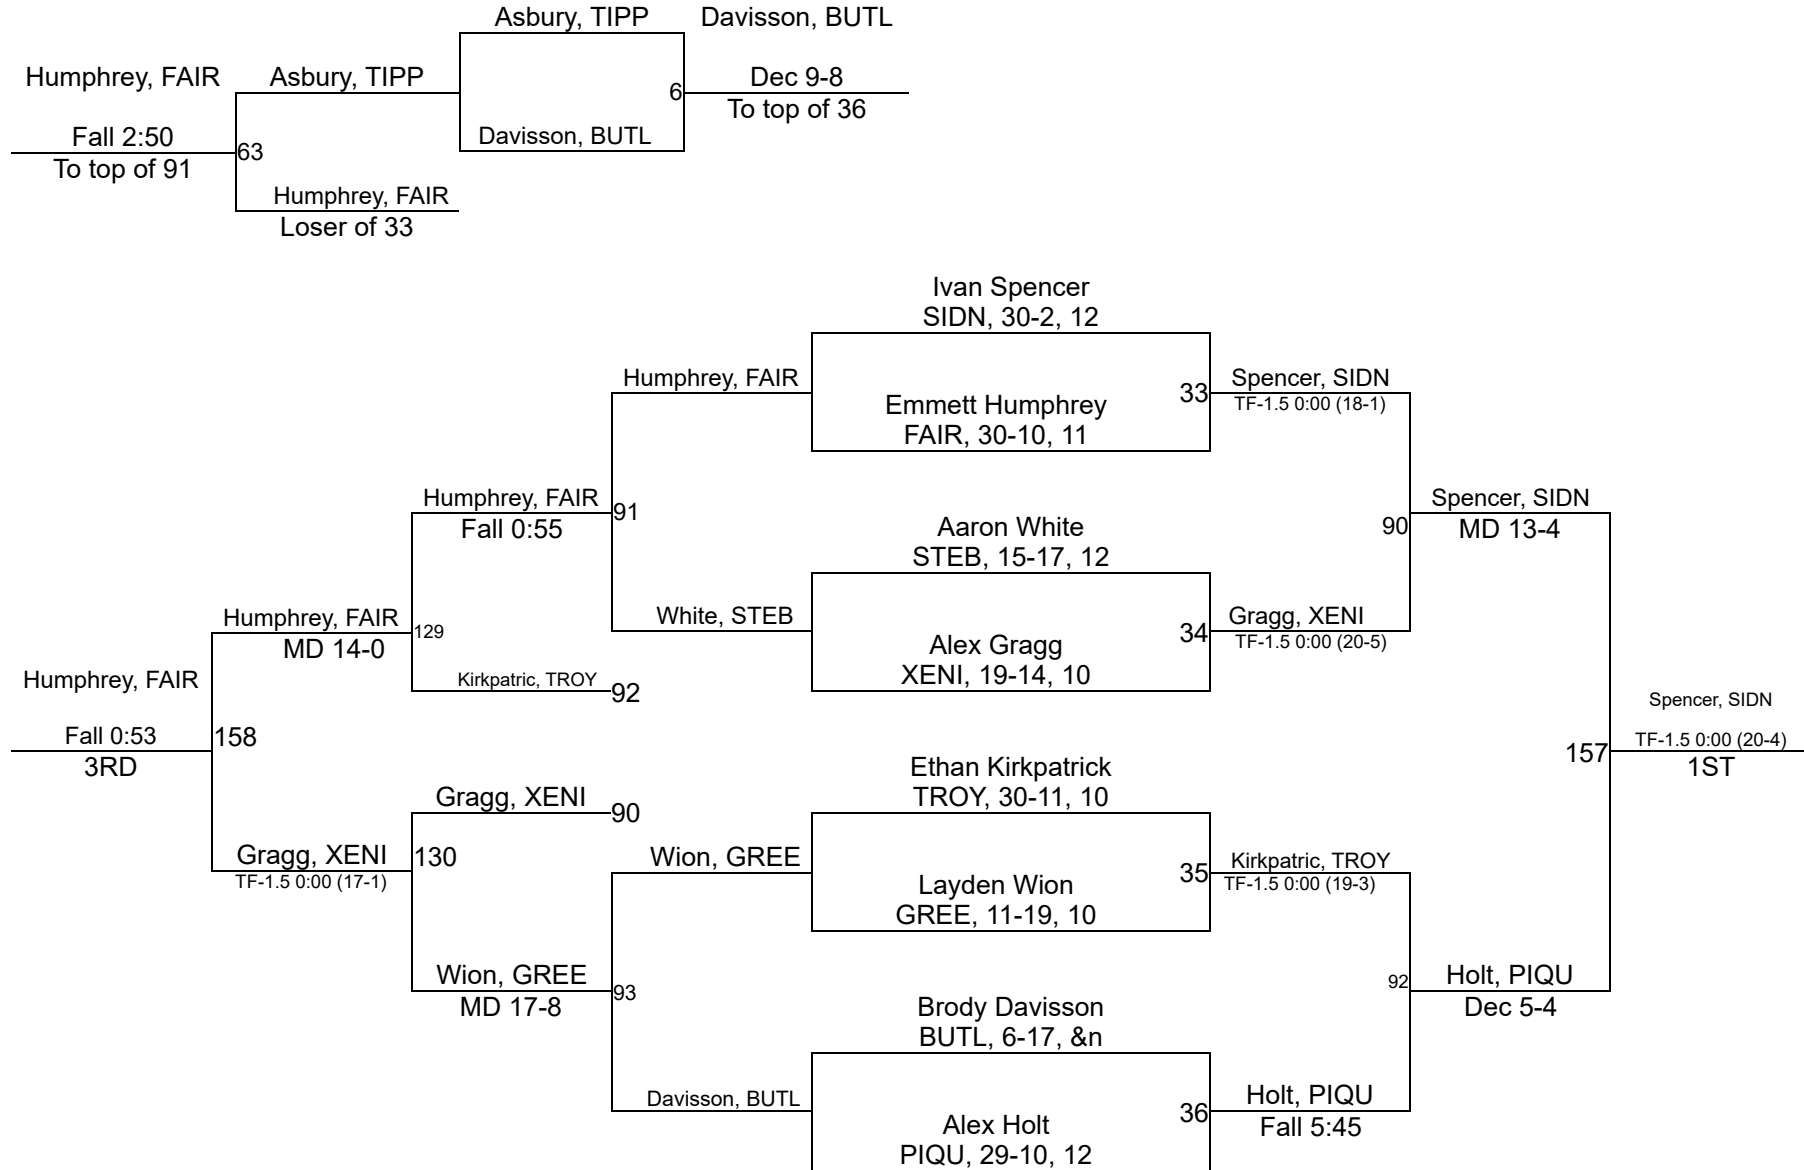 Asbury, TIPP
Davisson, BUTL
Humphrey, FAIR
Asbury, TIPP
6
Dec 9-8
To top of 36
Fall 2:50
Davisson, BUTL
63
To top of 91
Humphrey, FAIR
Loser of 33
Ivan Spencer
SIDN, 30-2, 12
Humphrey, FAIR
33
Spencer, SIDN
TF-1.5 0:00 (18-1)
Emmett Humphrey
FAIR, 30-10, 11
Humphrey, FAIR
91
Fall 0:55
Spencer, SIDN
90
MD 13-4
Aaron White
STEB, 15-17, 12
Humphrey, FAIR
129
MD 14-0
White, STEB
34
Gragg, XENI
TF-1.5 0:00 (20-5)
Alex Gragg
XENI, 19-14, 10
Humphrey, FAIR
Kirkpatric, TROY
92
Spencer, SIDN
Fall 0:53
158
3RD
157
TF-1.5 0:00 (20-4)
1ST
Ethan Kirkpatrick
TROY, 30-11, 10
Gragg, XENI
90
Gragg, XENI
130
TF-1.5 0:00 (17-1)
Wion, GREE
35
Kirkpatric, TROY
TF-1.5 0:00 (19-3)
Layden Wion
GREE, 11-19, 10
Wion, GREE
93
MD 17-8
92
Holt, PIQU
Dec 5-4
Brody Davisson
BUTL, 6-17, &n
Davisson, BUTL
36
Holt, PIQU
Fall 5:45
Alex Holt
PIQU, 29-10, 12